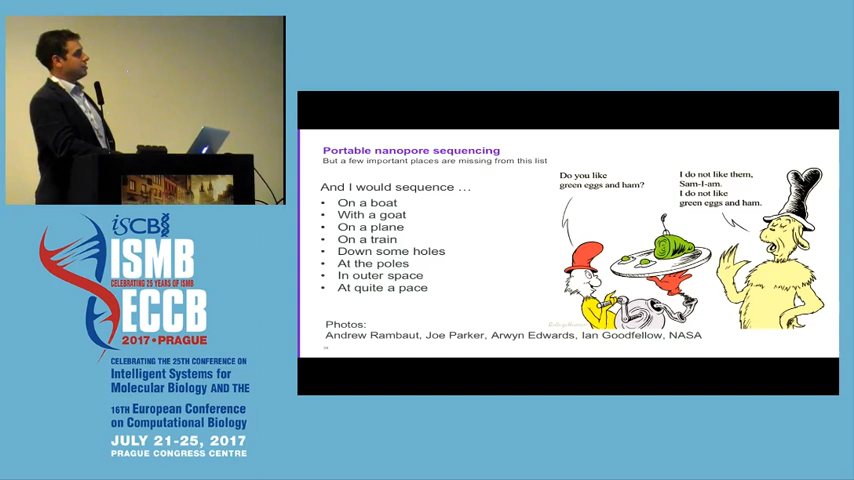 iSCB
ISMB
CELEBRATING 25 YEARS OF ISMB
ECCB
2017 • PRAGUE
CELEBRATING THE 25TH CONFERENCE ON
Intelligent Systems for
Molecular Biology AND THE
16TH European Conference
on Computational Biology
JULY 21-25, 2017
PRAGUE CONGRESS CENTRE
Portable nanopore sequencing
But a few important places are missing from this list
And I would sequence …
• On a boat
• With a goat
• On a plane
• On a train
• Down some holes
• At the poles
• In outer space
• At quite a pace
Do you like
green eggs and ham?
I do not like them,
Sam-I-am.
I do not like
green eggs and ham.
Photos:
Andrew Rambaut, Joe Parker, Arwyn Edwards, Ian Goodfellow, NASA